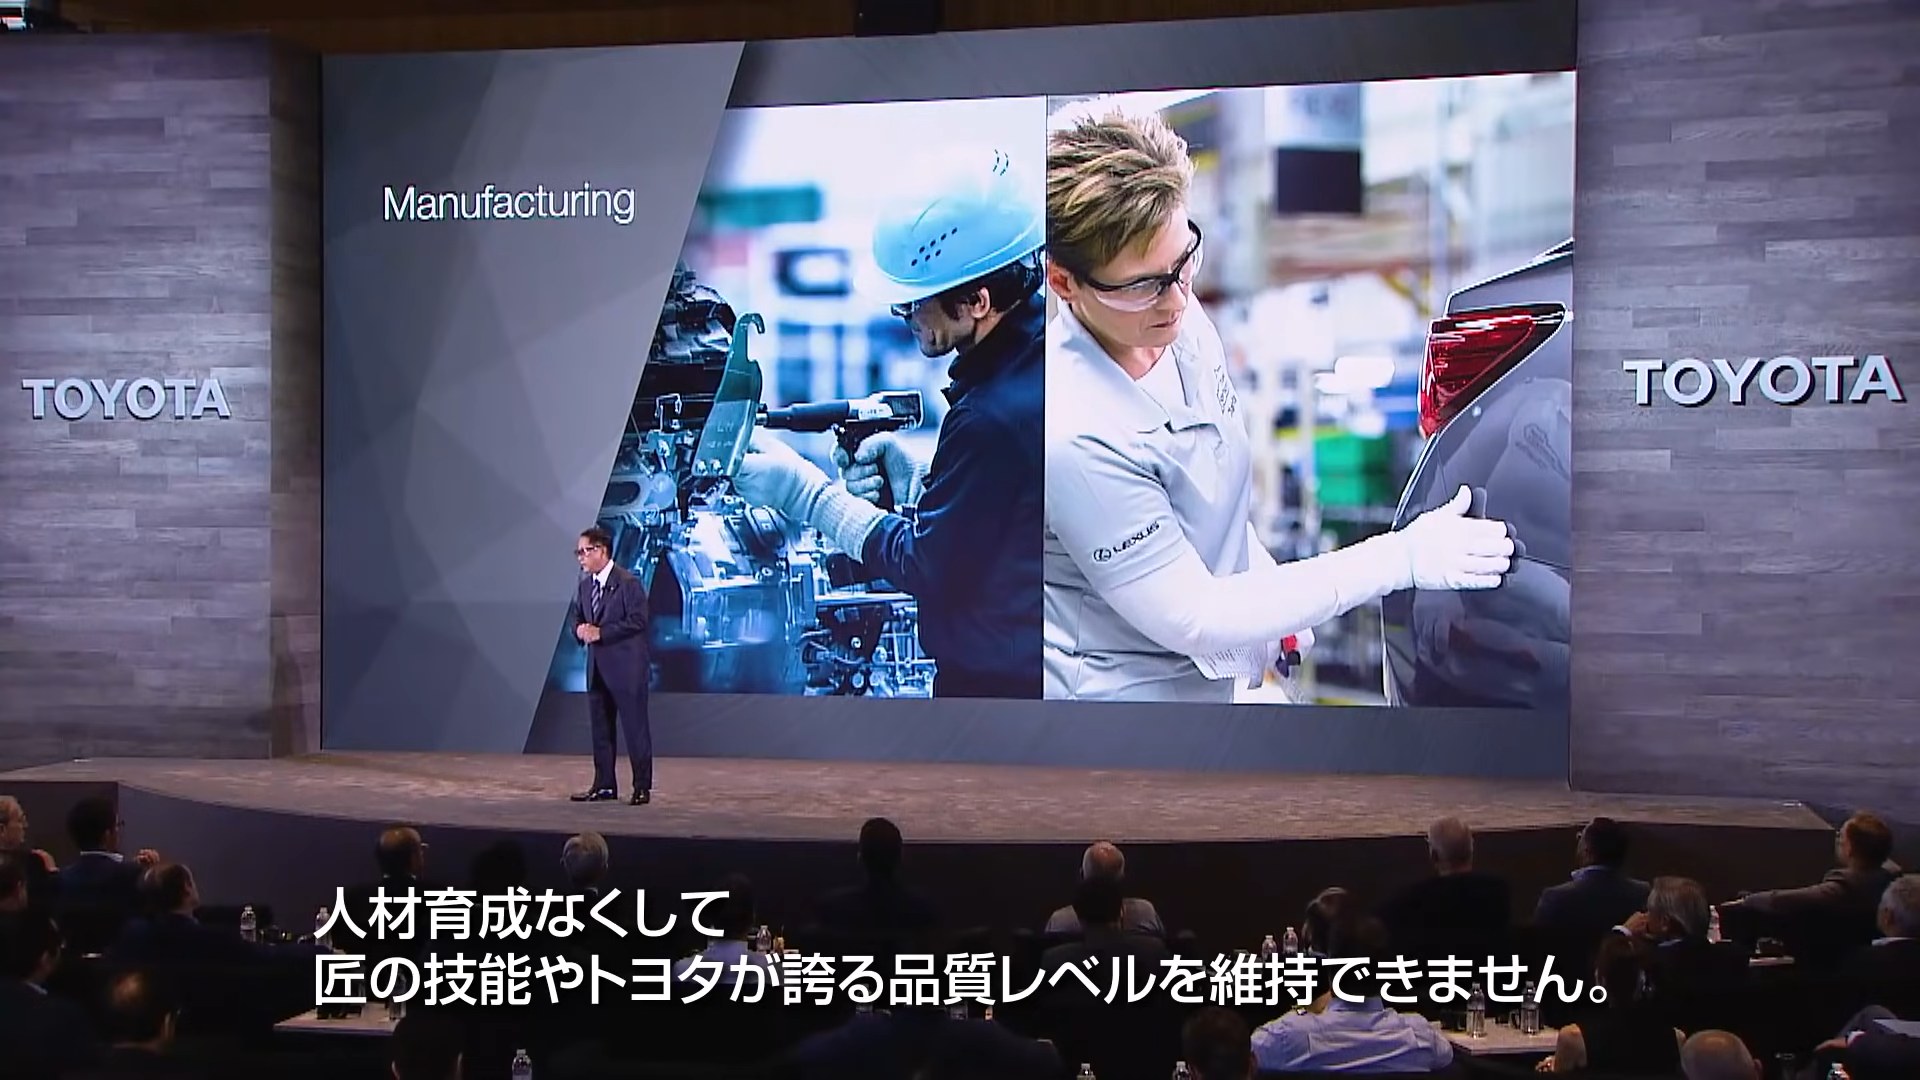 Manufacturing
TOYOTA
TOYOTA
LEXUS
人材育成なくして
匠の技能やトヨタが誇る品質レベルを維持できません。